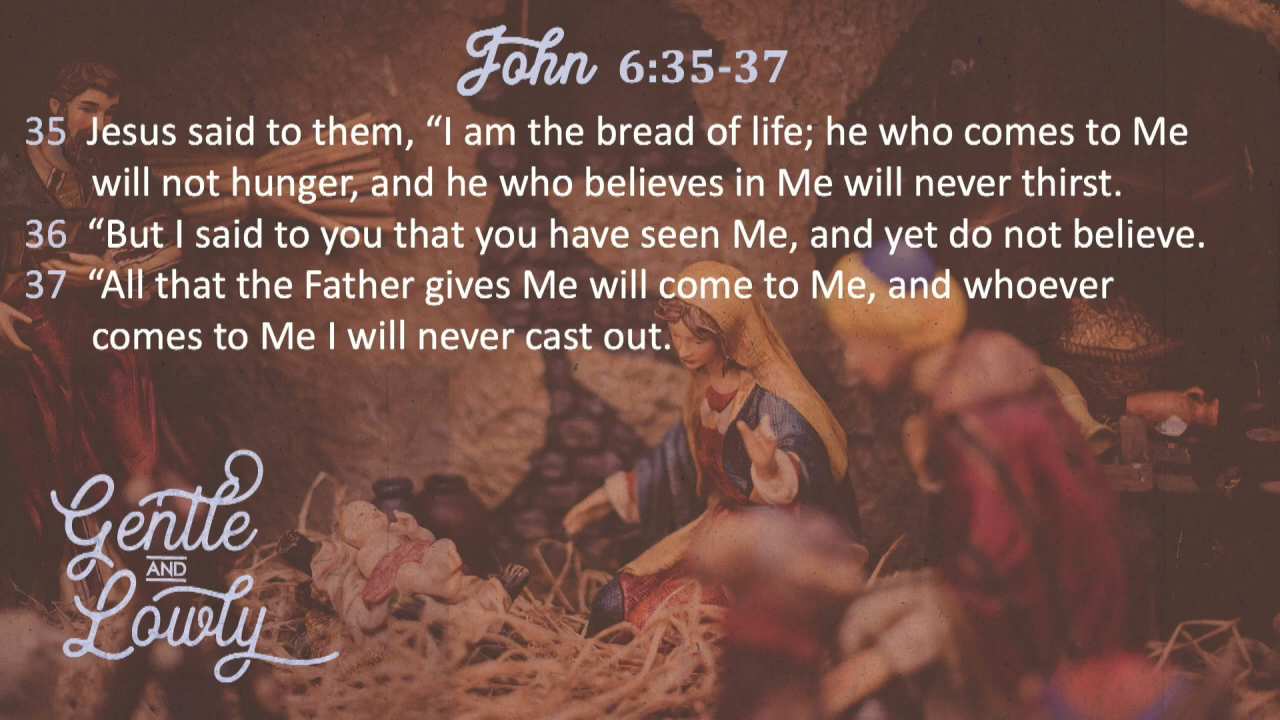 John 6:35-37
35 Jesus said to them, “I am the bread of life; he who comes to Me
will not hunger, and he who believes in Me will never thirst.
36 “But I said to you that you have seen Me, and yet do not believe.
37 “All that the Father gives Me will come to Me, and whoever
comes to Me I will never cast out.
Gentle
AND
Lowly